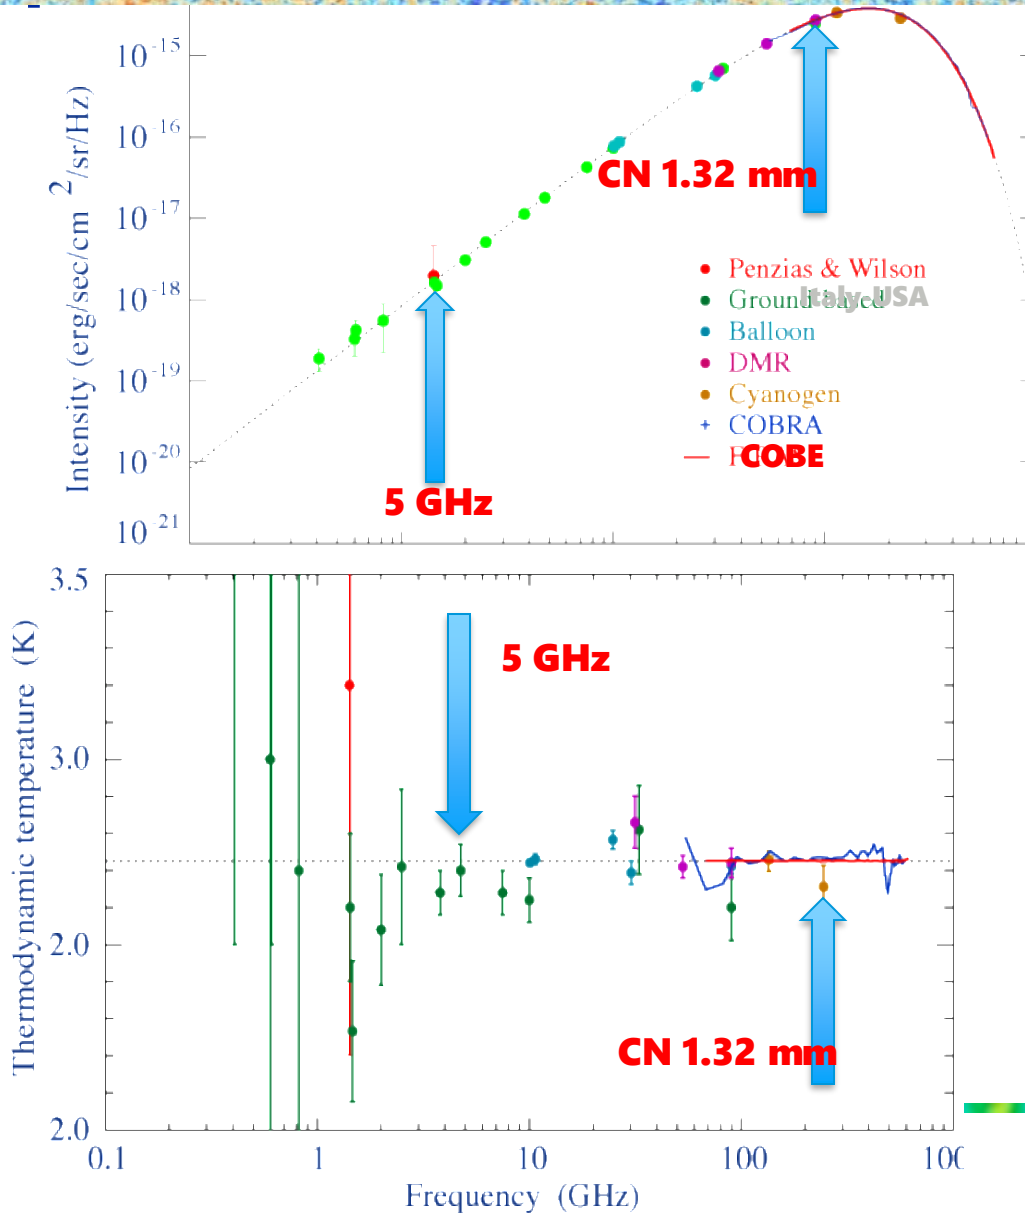 Intensity (erg/sec/cm 2/sr/Hz)
10-15
10-16
10-17
10-18
10-19
10-20
10-21
CN 1.32 mm
Penzias & Wilson
Ground based
Italy, USA
Balloon
DMR
Cyanogen
COBRA
COBE
5 GHz
Thermodynamic temperature (K)
3.5
3.0
2.0
2.0
5 GHz
CN 1.32 mm
0.1 1 10 100 100
Frequency (GHz)